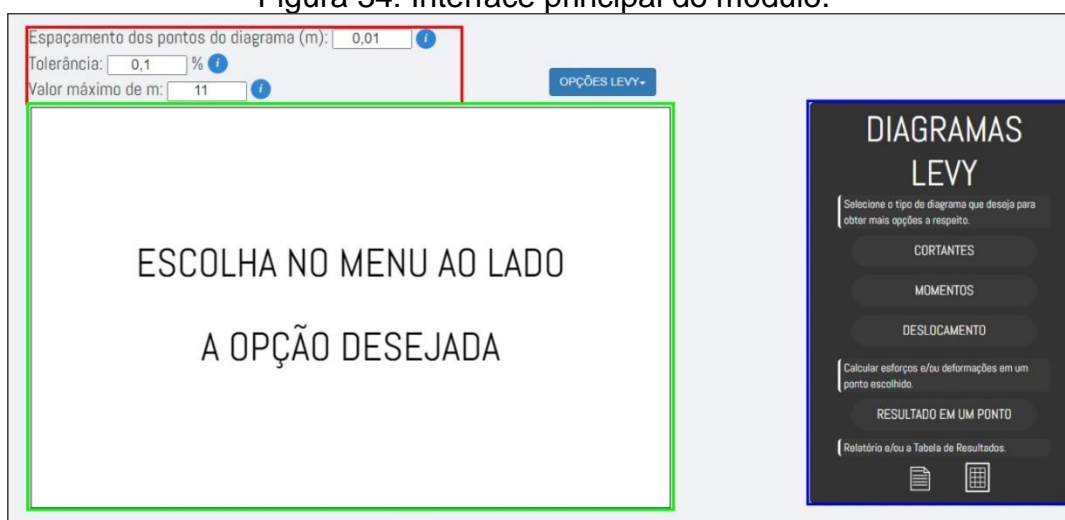 Figura 34: Interface principal do módulo.
Espaçamento dos pontos do diagrama (m): 0,01 i
Tolerância: 0,1 % i
Valor máximo de m: 11 i
OPÇÕES LEVY
ESCOLHA NO MENU AO LADO
A OPÇÃO DESEJADA
DIAGRAMAS
LEVY
Selecione o tipo de diagrama que deseja para
obter mais opções a respeito.
CORTANTES
MOMENTOS
DESLOCAMENTO
Calcular esforços e/ou deformações em um
ponto escolhido.
RESULTADO EM UM PONTO
Relatório e/ou a Tabela de Resultados.